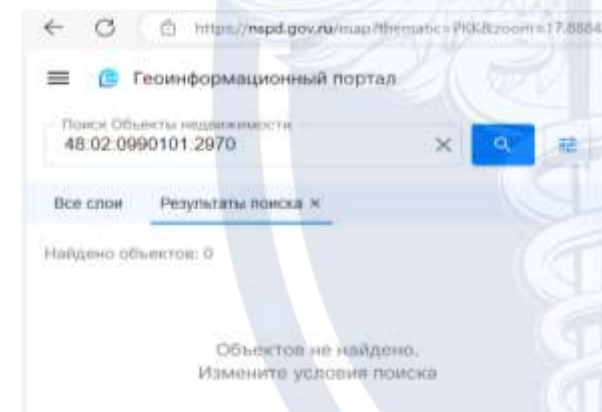 https://nspd.gov.ru/map?thematic=PKK&zoom=17.8864
Геоинформационный портал
Поиск Объекты недвижимости
48:02:0990101:2970
Все слои Результаты поиска ×
Найдено объектов: 0
Объектов не найдено.
Измените условия поиска